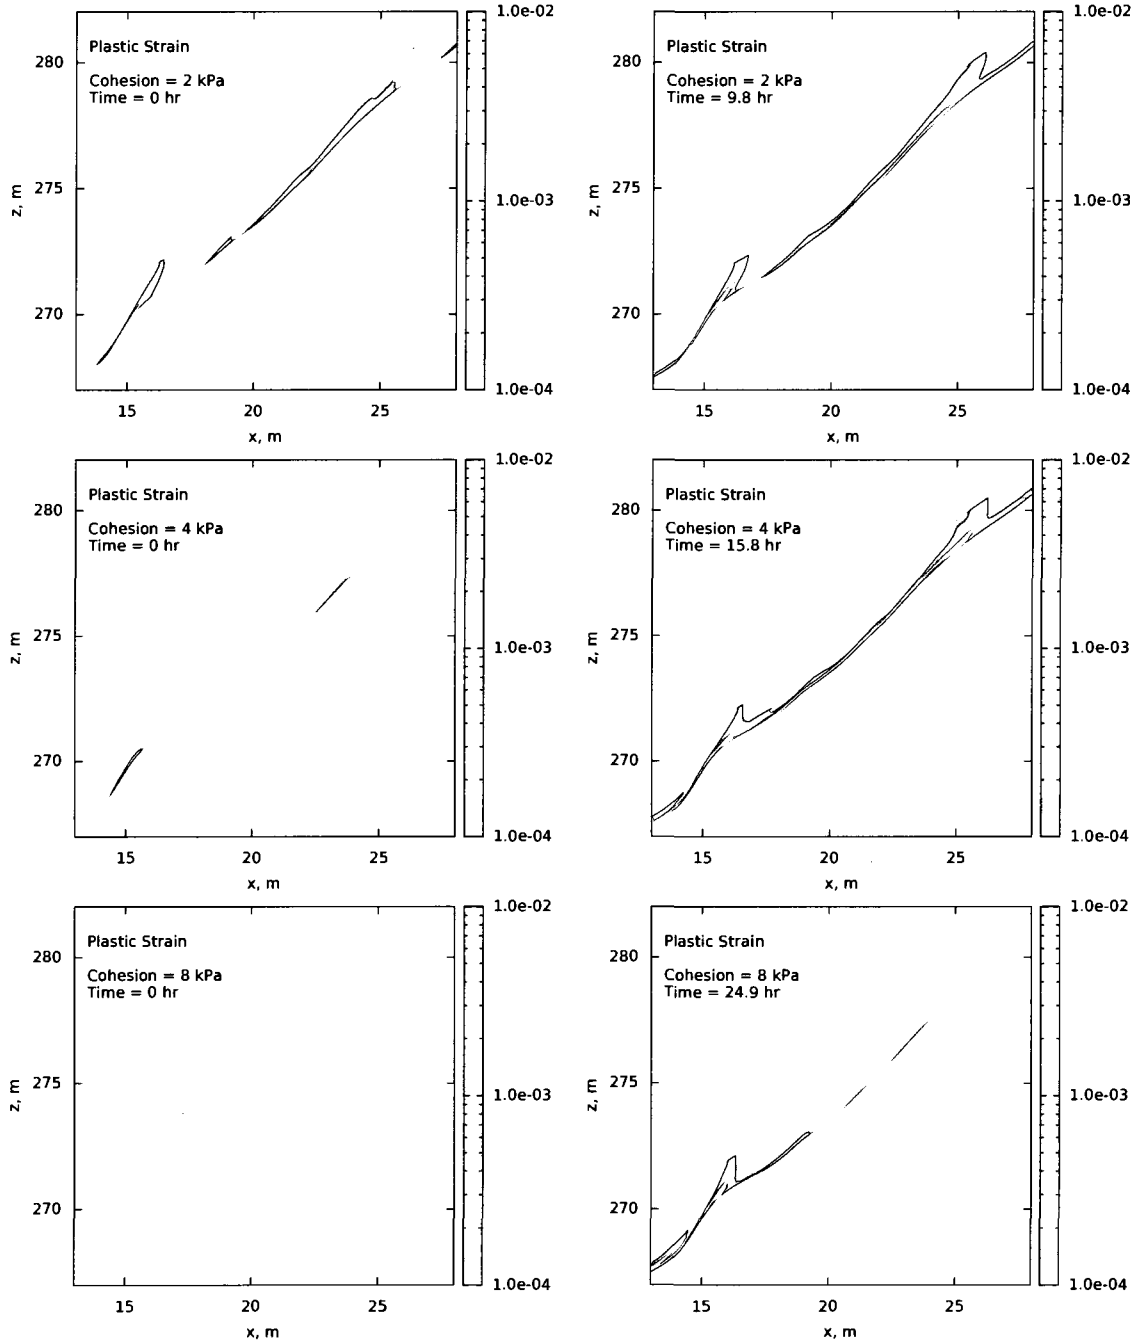 1.0e-02
Plastic Strain
280
Cohesion = 2 kPa
Time = 0 hr
275
1.0e-03
z, m
270
1.0e-04
15 20 25
x, m
1.0e-02
Plastic Strain
280
Cohesion = 2 kPa
Time = 9.8 hr
275
1.0e-03
z, m
270
1.0e-04
15 20 25
x, m
1.0e-02
Plastic Strain
280
Cohesion = 4 kPa
Time = 0 hr
275
1.0e-03
z, m
270
1.0e-04
15 20 25
x, m
1.0e-02
Plastic Strain
280
Cohesion = 4 kPa
Time = 15.8 hr
275
1.0e-03
z, m
270
1.0e-04
15 20 25
x, m
1.0e-02
Plastic Strain
280
Cohesion = 8 kPa
Time = 0 hr
275
1.0e-03
z, m
270
1.0e-04
15 20 25
x, m
1.0e-02
Plastic Strain
280
Cohesion = 8 kPa
Time = 24.9 hr
275
1.0e-03
z, m
270
1.0e-04
15 20 25
x, m